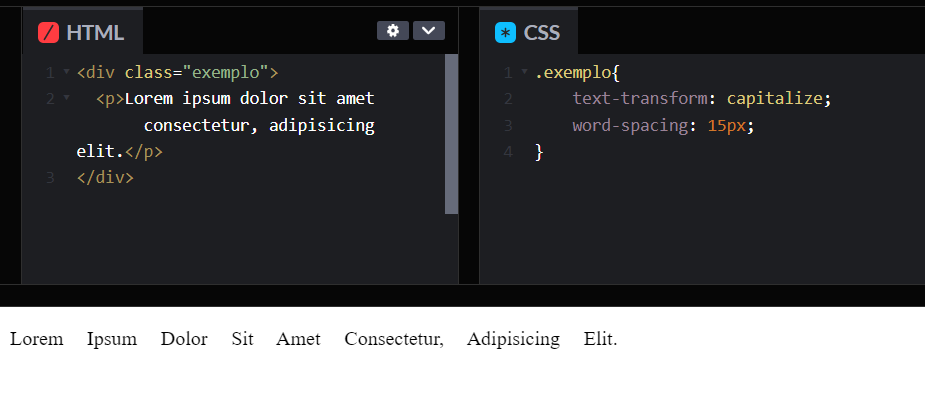 HTML
1 <div class="exemplo">
2 <p>Lorem ipsum dolor sit amet
consectetur, adipisicing
elit.</p>
3 </div>
CSS
1 .exemplo{
2 text-transform: capitalize;
3 word-spacing: 15px;
4 }
Lorem Ipsum Dolor Sit Amet Consectetur, Adipisicing Elit.